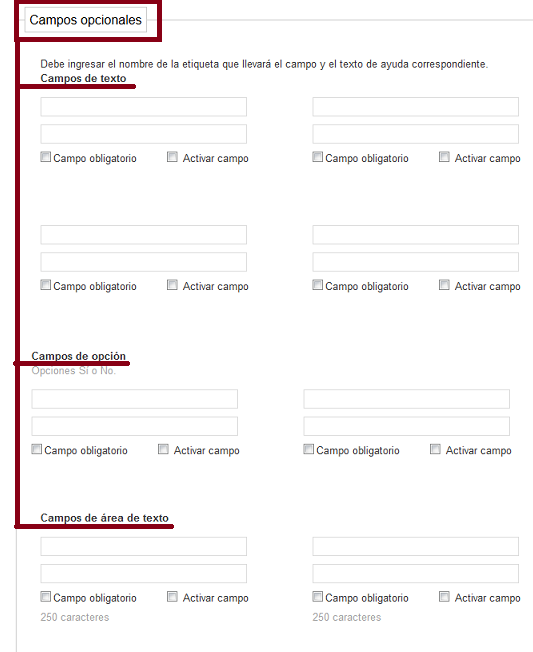 Campos opcionales
Debe ingresar el nombre de la etiqueta que llevará el campo y el texto de ayuda correspondiente.
Campos de texto
Campo obligatorio Activar campo Campo obligatorio Activar campo
Campo obligatorio Activar campo Campo obligatorio Activar campo
Campos de opción
Opciones Sí o No.
Campo obligatorio Activar campo Campo obligatorio Activar campo
Campos de área de texto
Campo obligatorio Activar campo Campo obligatorio Activar campo
250 caracteres 250 caracteres